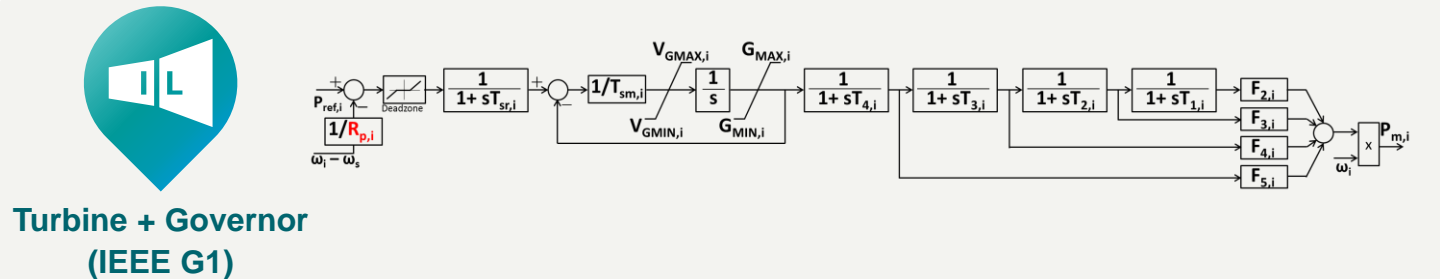 I L
Turbine + Governor
(IEEE G1)
+
P_ref,i
−
1/R_p,i
ω_i − ω_s
Deadzone
1
1+ sT_sr,i
+
−
1/T_sm,i
V_GMAX,i
V_GMIN,i
1
s
G_MAX,i
G_MIN,i
1
1+ sT_4,i
1
1+ sT_3,i
1
1+ sT_2,i
1
1+ sT_1,i
F_2,i
F_3,i
F_4,i
F_5,i
ω_i
x
P_m,i